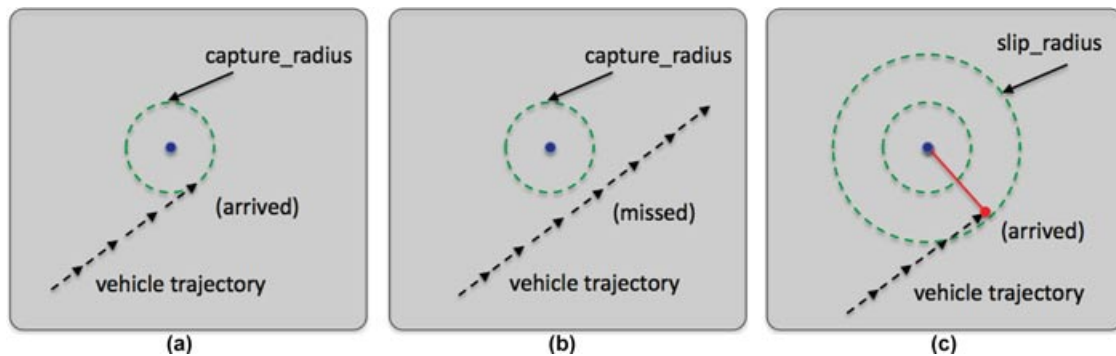 capture_radius
(arrived)
vehicle trajectory
(a)
capture_radius
(missed)
vehicle trajectory
(b)
slip_radius
(arrived)
vehicle trajectory
(c)